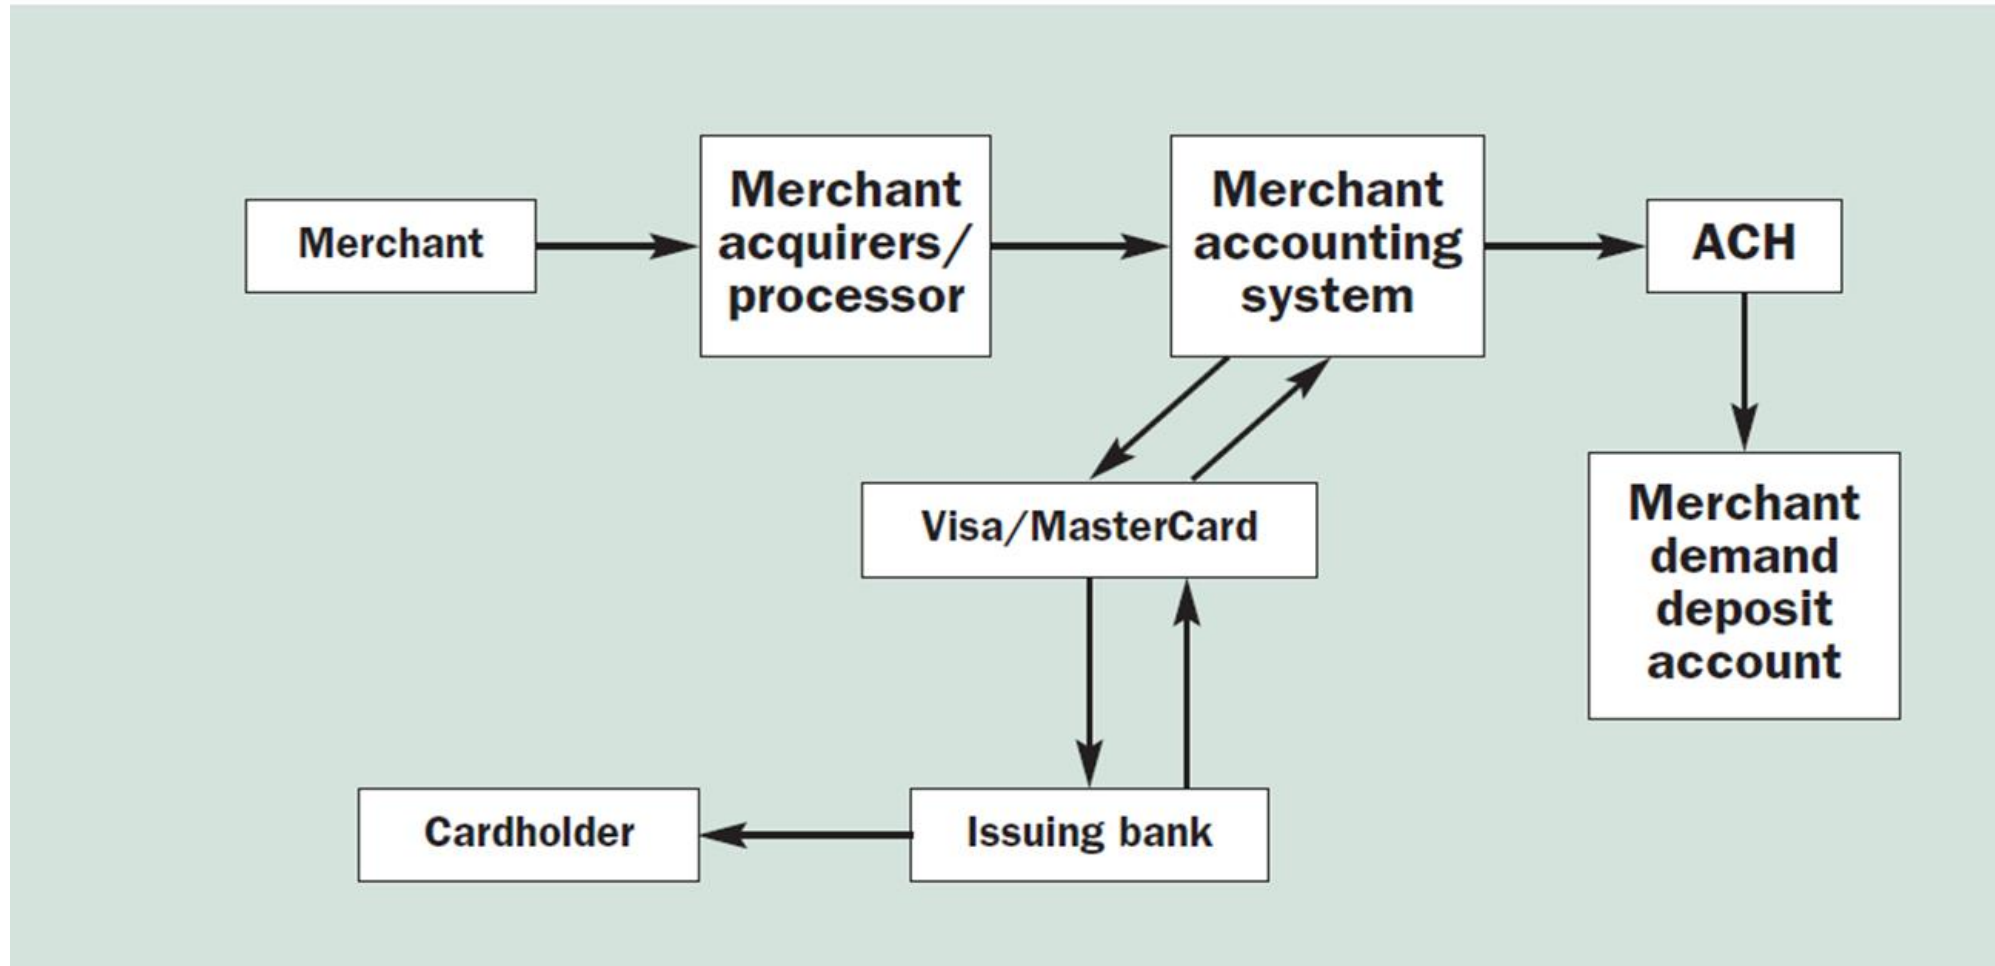 Merchant
Merchant
acquirers/
processor
Merchant
accounting
system
ACH
Visa/MasterCard
Merchant
demand
deposit
account
Cardholder
Issuing bank